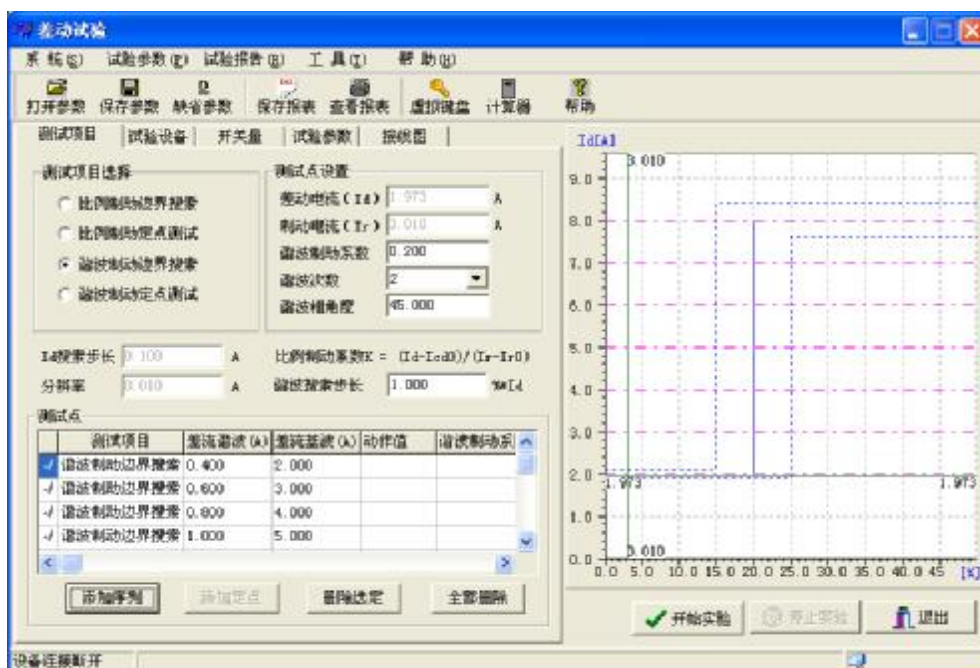 差动试验
系统(S) 试验参数(P) 试验报告(R) 工具(T) 帮助(H)
打开参数 保存参数 缺省参数 保存报表 查看报表 虚拟键盘 计算器 帮助
测试项目 试验设备 开关量 试验参数 接线图
测试项目选择
比例制动边界搜索
比例制动定点测试
谐波制动边界搜索
谐波制动定点测试
测试点设置
差动电流(Id) 1.973 A
制动电流(Ir) 3.010 A
谐波制动系数 0.200
谐波次数 2
谐波相角度 45.000
Id搜索步长 0.100 A
比例制动系数K = (Id-Icd0)/(Ir-Ir0)
分辨率 0.010 A
谐波搜索步长 1.000 %*Id
测试点
测试项目 差流谐波(A) 差流基波(A) 动作值 谐波制动系
谐波制动边界搜索 0.400 2.000
谐波制动边界搜索 0.600 3.000
谐波制动边界搜索 0.800 4.000
谐波制动边界搜索 1.000 5.000
添加序列 添加定点 删除选定 全部删除
Id[A]
3.010
9.0
8.0
7.0
6.0
5.0
4.0
3.0
2.0
1.973 1.973
1.0
3.010
0.0
0.0 5.0 10.0 15.0 20.0 25.0 30.0 35.0 40.0 45 [%]
开始实验 停止实验 退出
设备连接断开